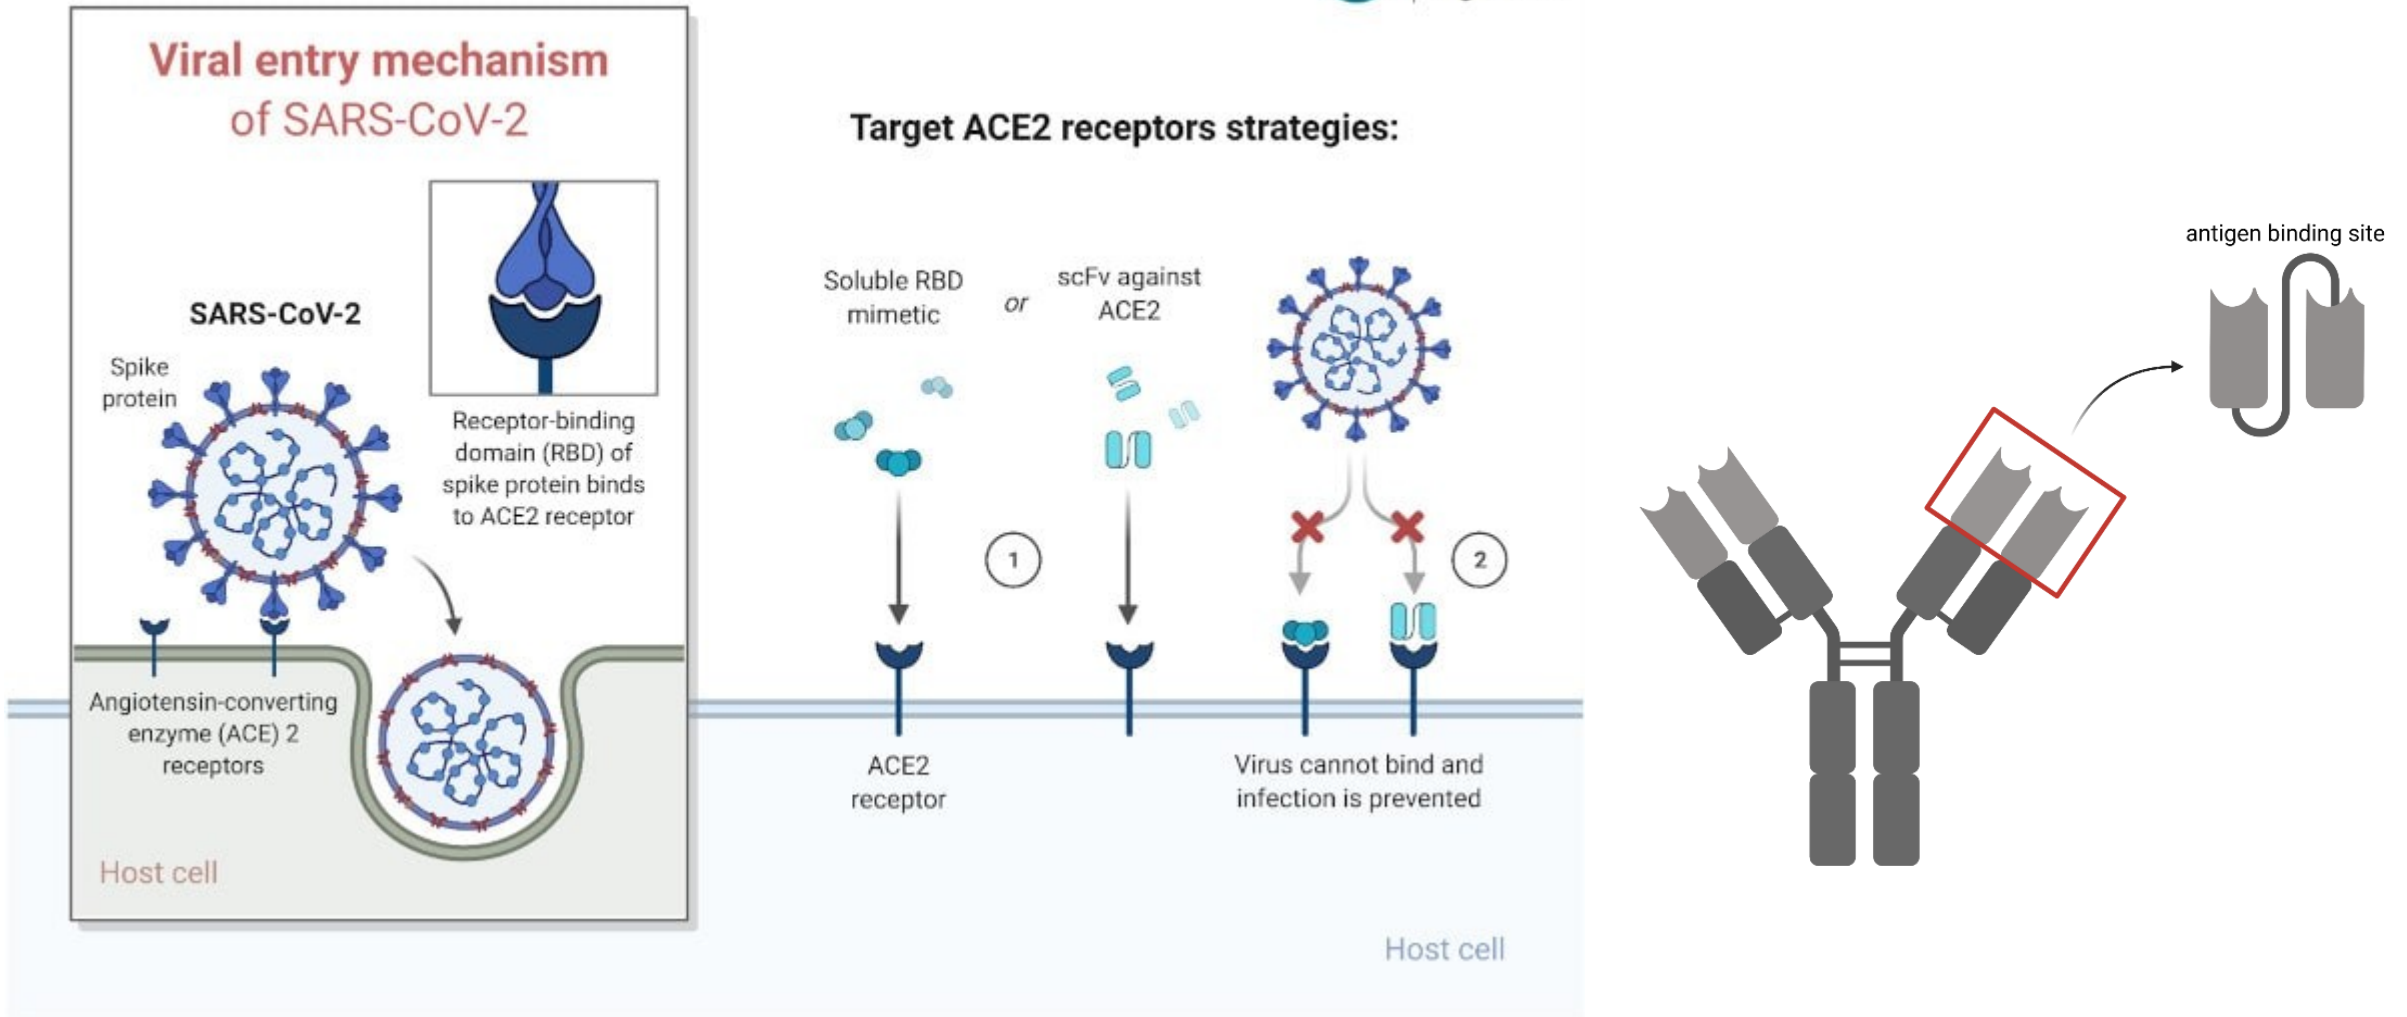 Viral entry mechanism
of SARS-CoV-2
SARS-CoV-2
Spike
protein
Receptor-binding
domain (RBD) of
spike protein binds
to ACE2 receptor
Angiotensin-converting
enzyme (ACE) 2
receptors
Host cell
Target ACE2 receptors strategies:
Soluble RBD
mimetic
or
scFv against
ACE2
1
2
ACE2
receptor
Virus cannot bind and
infection is prevented
Host cell
antigen binding site